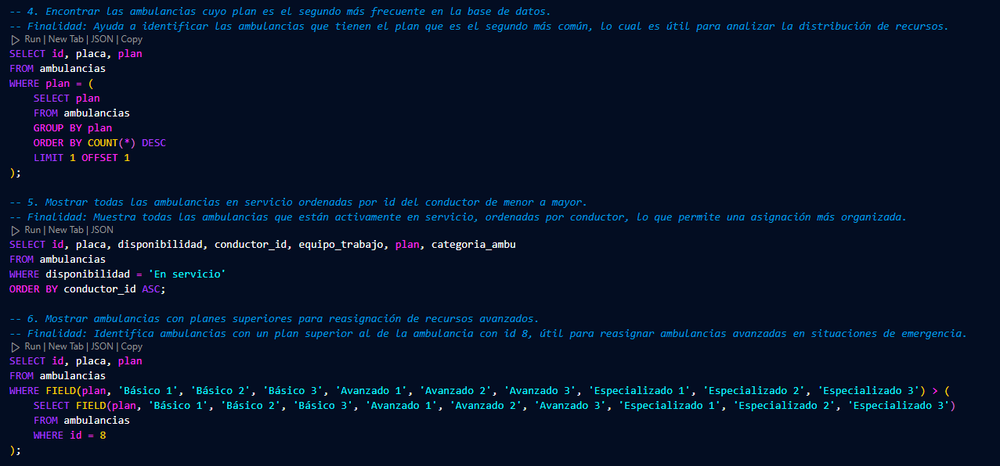 -- 4. Encontrar las ambulancias cuyo plan es el segundo más frecuente en la base de datos.
-- Finalidad: Ayuda a identificar las ambulancias que tienen el plan que es el segundo más común, lo cual es útil para analizar la distribución de recursos.
Run | New Tab | JSON | Copy
SELECT id, placa, plan
FROM ambulancias
WHERE plan = (
    SELECT plan
    FROM ambulancias
    GROUP BY plan
    ORDER BY COUNT(*) DESC
    LIMIT 1 OFFSET 1
);
-- 5. Mostrar todas las ambulancias en servicio ordenadas por id del conductor de menor a mayor.
-- Finalidad: Muestra todas las ambulancias que están activamente en servicio, ordenadas por conductor, lo que permite una asignación más organizada.
Run | New Tab | JSON
SELECT id, placa, disponibilidad, conductor_id, equipo_trabajo, plan, categoria_ambu
FROM ambulancias
WHERE disponibilidad = 'En servicio'
ORDER BY conductor_id ASC;
-- 6. Mostrar ambulancias con planes superiores para reasignación de recursos avanzados.
-- Finalidad: Identifica ambulancias con un plan superior al de la ambulancia con id 8, útil para reasignar ambulancias avanzadas en situaciones de emergencia.
Run | New Tab | JSON | Copy
SELECT id, placa, plan
FROM ambulancias
WHERE FIELD(plan, 'Básico 1', 'Básico 2', 'Básico 3', 'Avanzado 1', 'Avanzado 2', 'Avanzado 3', 'Especializado 1', 'Especializado 2', 'Especializado 3') > (
    SELECT FIELD(plan, 'Básico 1', 'Básico 2', 'Básico 3', 'Avanzado 1', 'Avanzado 2', 'Avanzado 3', 'Especializado 1', 'Especializado 2', 'Especializado 3')
    FROM ambulancias
    WHERE id = 8
);